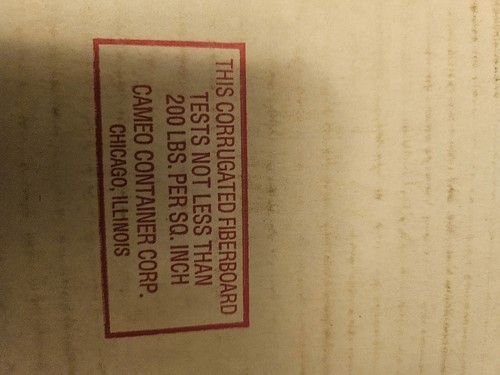 THIS CORRUGATED FIBERBOARD
TESTS NOT LESS THAN
200 LBS. PER SQ. INCH
CAMEO CONTAINER CORP.
CHICAGO, ILLINOIS